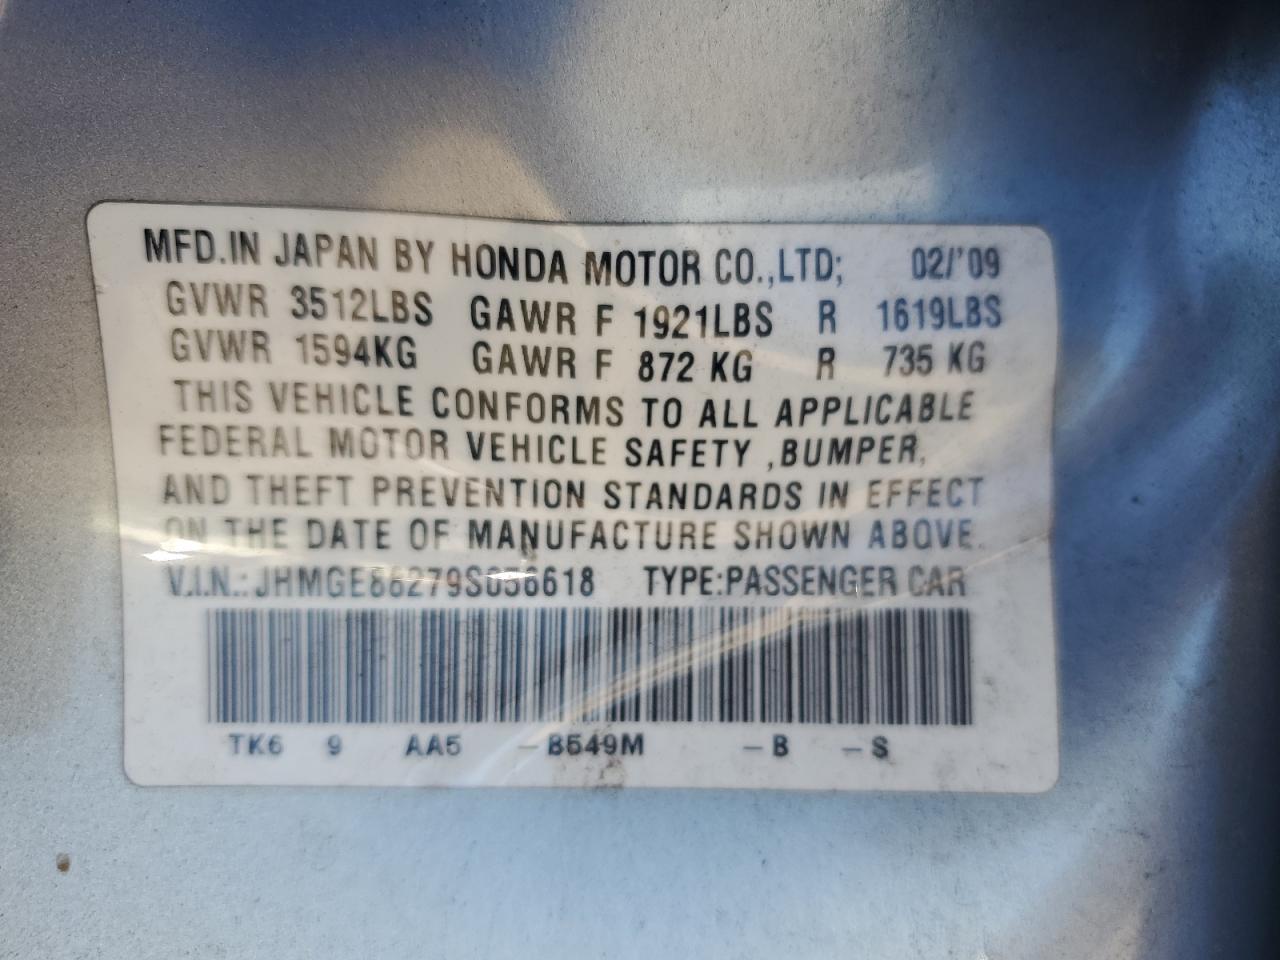 MFD.IN JAPAN BY HONDA MOTOR CO.,LTD; 02/'09
GVWR 3512LBS GAWR F 1921LBS R 1619LBS
GVWR 1594KG GAWR F 872 KG R 735 KG
THIS VEHICLE CONFORMS TO ALL APPLICABLE
FEDERAL MOTOR VEHICLE SAFETY ,BUMPER,
AND THEFT PREVENTION STANDARDS IN EFFECT
ON THE DATE OF MANUFACTURE SHOWN ABOVE.
V.I.N.: JHMGE88279S056618 TYPE:PASSENGER CAR
TK6 9 AA5 – B549M – B – S